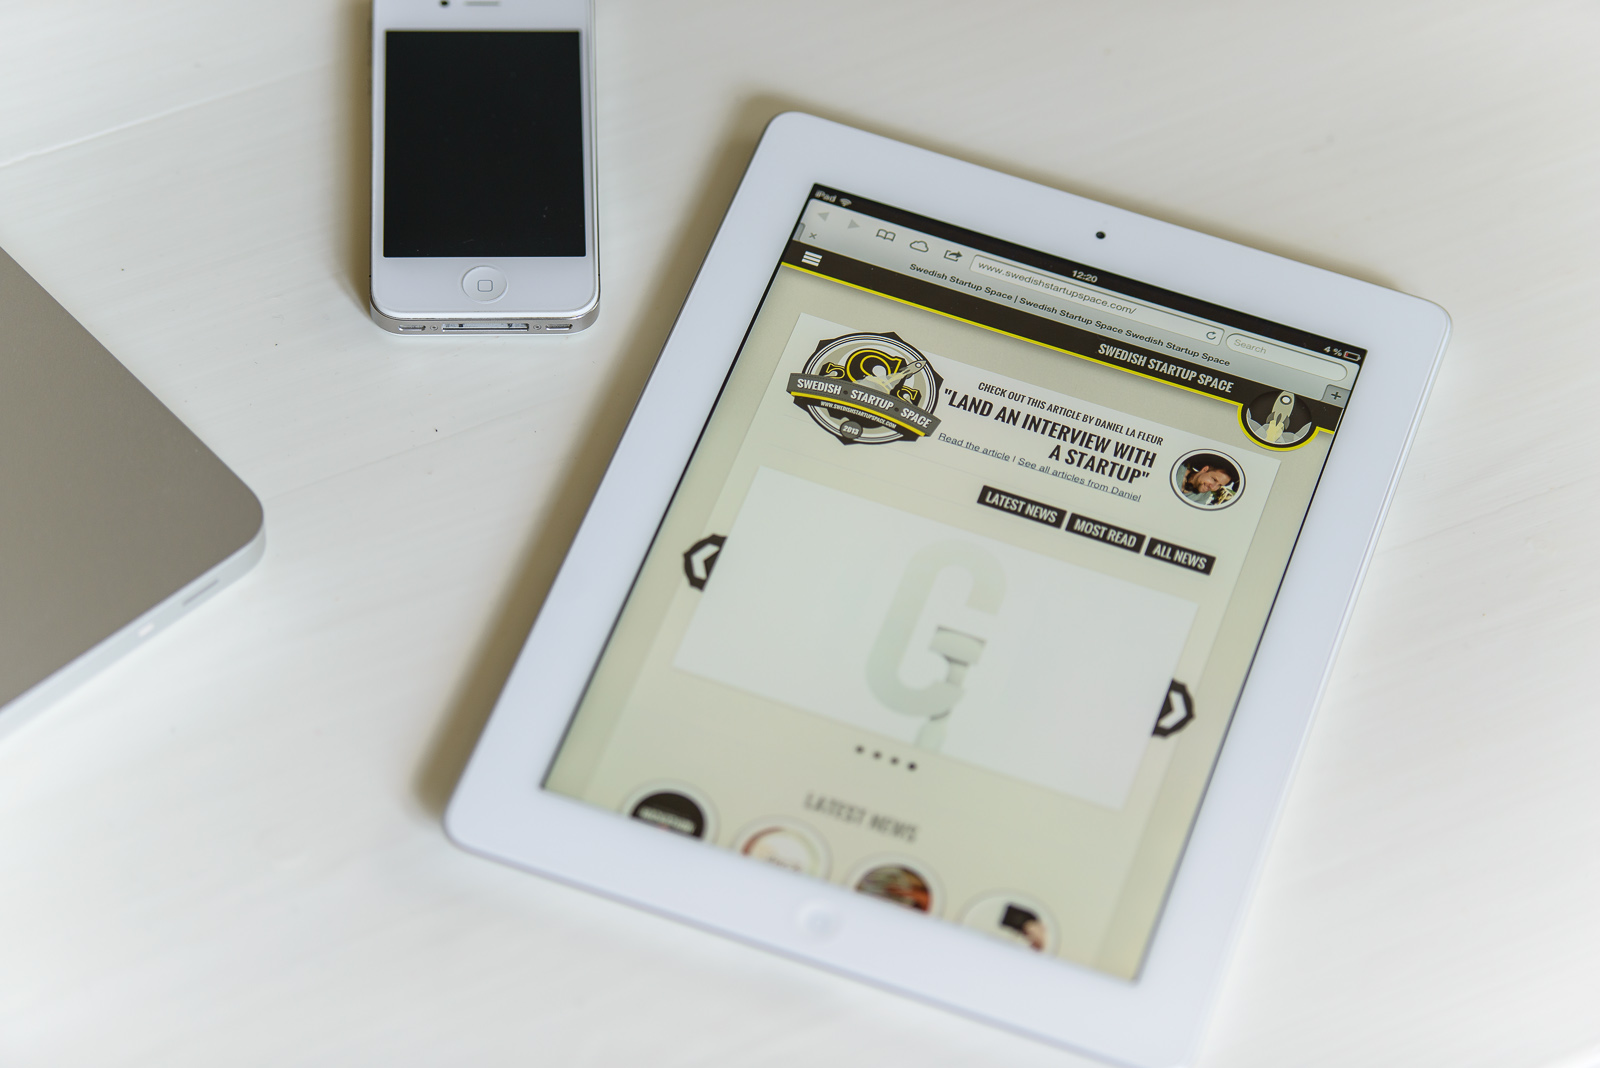 iPad
12:20
4 %
www.swedishstartupspace.com/
Search
Swedish Startup Space | Swedish Startup Space Swedish Startup Space
SWEDISH STARTUP SPACE
SSS
SWEDISH · STARTUP · SPACE
WWW.SWEDISHSTARTUPSPACE.COM
2013
CHECK OUT THIS ARTICLE BY DANIEL LA FLEUR
"LAND AN INTERVIEW WITH
A STARTUP"
Read the article | See all articles from Daniel
LATEST NEWS
MOST READ
ALL NEWS
G
LATEST NEWS